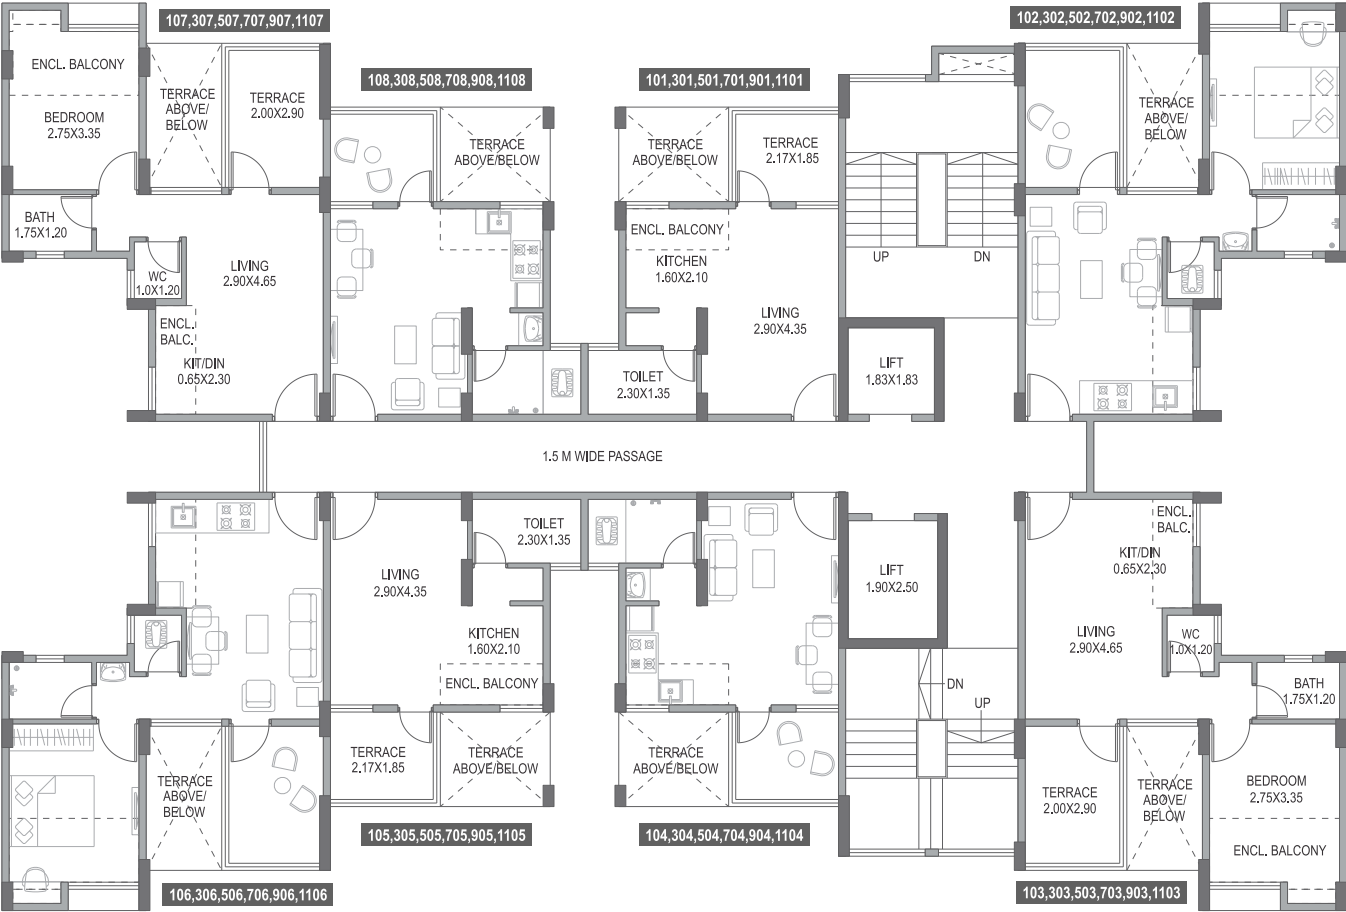 107,307,507,707,907,1107
102,302,502,702,902,1102
108,308,508,708,908,1108
101,301,501,701,901,1101
ENCL. BALCONY
BEDROOM
2.75X3.35
TERRACE
ABOVE/
BELOW
TERRACE
2.00X2.90
TERRACE
ABOVE/BELOW
TERRACE
ABOVE/BELOW
TERRACE
2.17X1.85
TERRACE
ABOVE/
BELOW
BATH
1.75X1.20
WC
1.0X1.20
LIVING
2.90X4.65
ENCL.
BALC.
KIT/DIN
0.65X2.30
ENCL. BALCONY
KITCHEN
1.60X2.10
LIVING
2.90X4.35
TOILET
2.30X1.35
UP
DN
LIFT
1.83X1.83
1.5 M WIDE PASSAGE
LIVING
2.90X4.35
TOILET
2.30X1.35
KITCHEN
1.60X2.10
ENCL. BALCONY
LIFT
1.90X2.50
DN
UP
ENCL.
BALC.
KIT/DIN
0.65X2.30
LIVING
2.90X4.65
WC
1.0X1.20
BATH
1.75X1.20
TERRACE
ABOVE/
BELOW
TERRACE
2.17X1.85
TERRACE
ABOVE/BELOW
TERRACE
ABOVE/BELOW
TERRACE
2.00X2.90
TERRACE
ABOVE/
BELOW
BEDROOM
2.75X3.35
ENCL. BALCONY
105,305,505,705,905,1105
104,304,504,704,904,1104
106,306,506,706,906,1106
103,303,503,703,903,1103